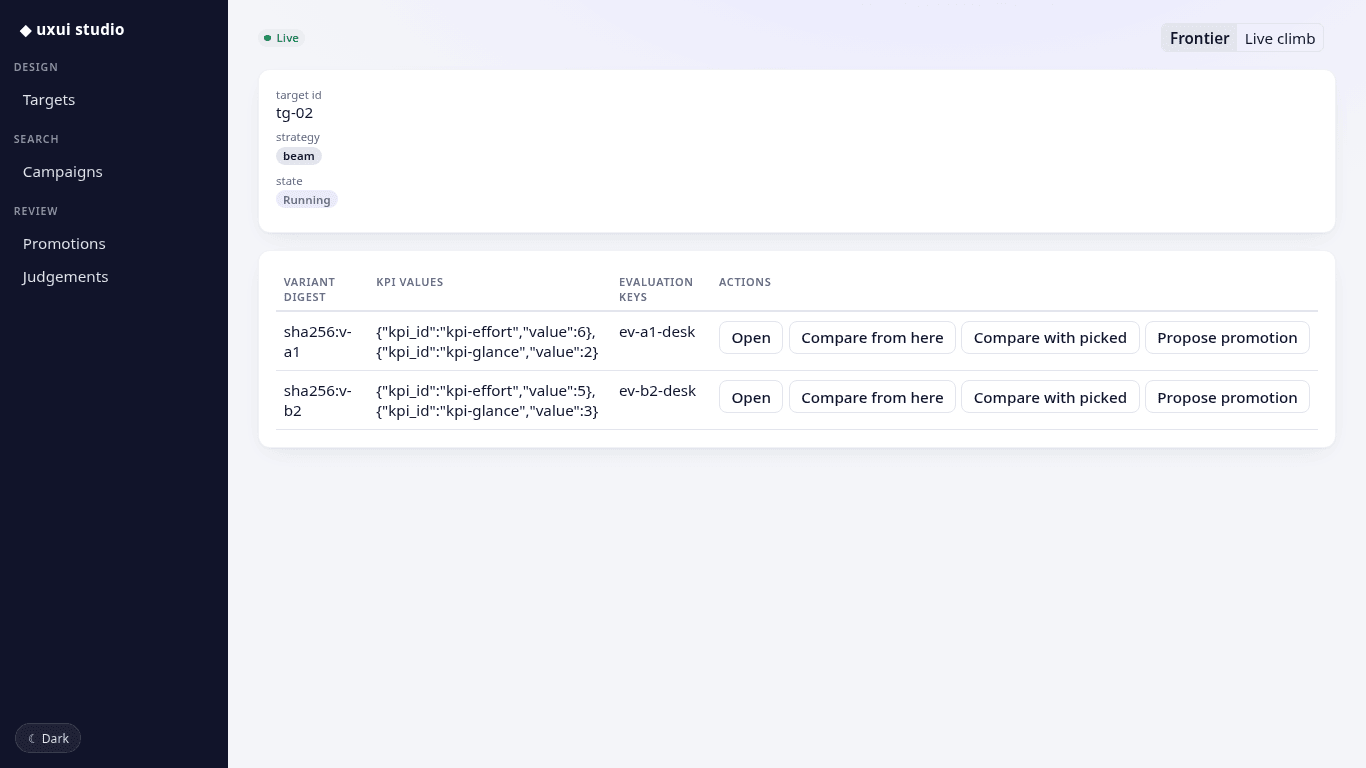 ◆ uxui studio
DESIGN
Targets
SEARCH
Campaigns
REVIEW
Promotions
Judgements
☾ Dark
Live
Frontier Live climb
target id
tg-02
strategy
beam
state
Running
VARIANT DIGEST KPI VALUES EVALUATION KEYS ACTIONS
sha256:v-a1 {"kpi_id":"kpi-effort","value":6}, {"kpi_id":"kpi-glance","value":2} ev-a1-desk Open Compare from here Compare with picked Propose promotion
sha256:v-b2 {"kpi_id":"kpi-effort","value":5}, {"kpi_id":"kpi-glance","value":3} ev-b2-desk Open Compare from here Compare with picked Propose promotion